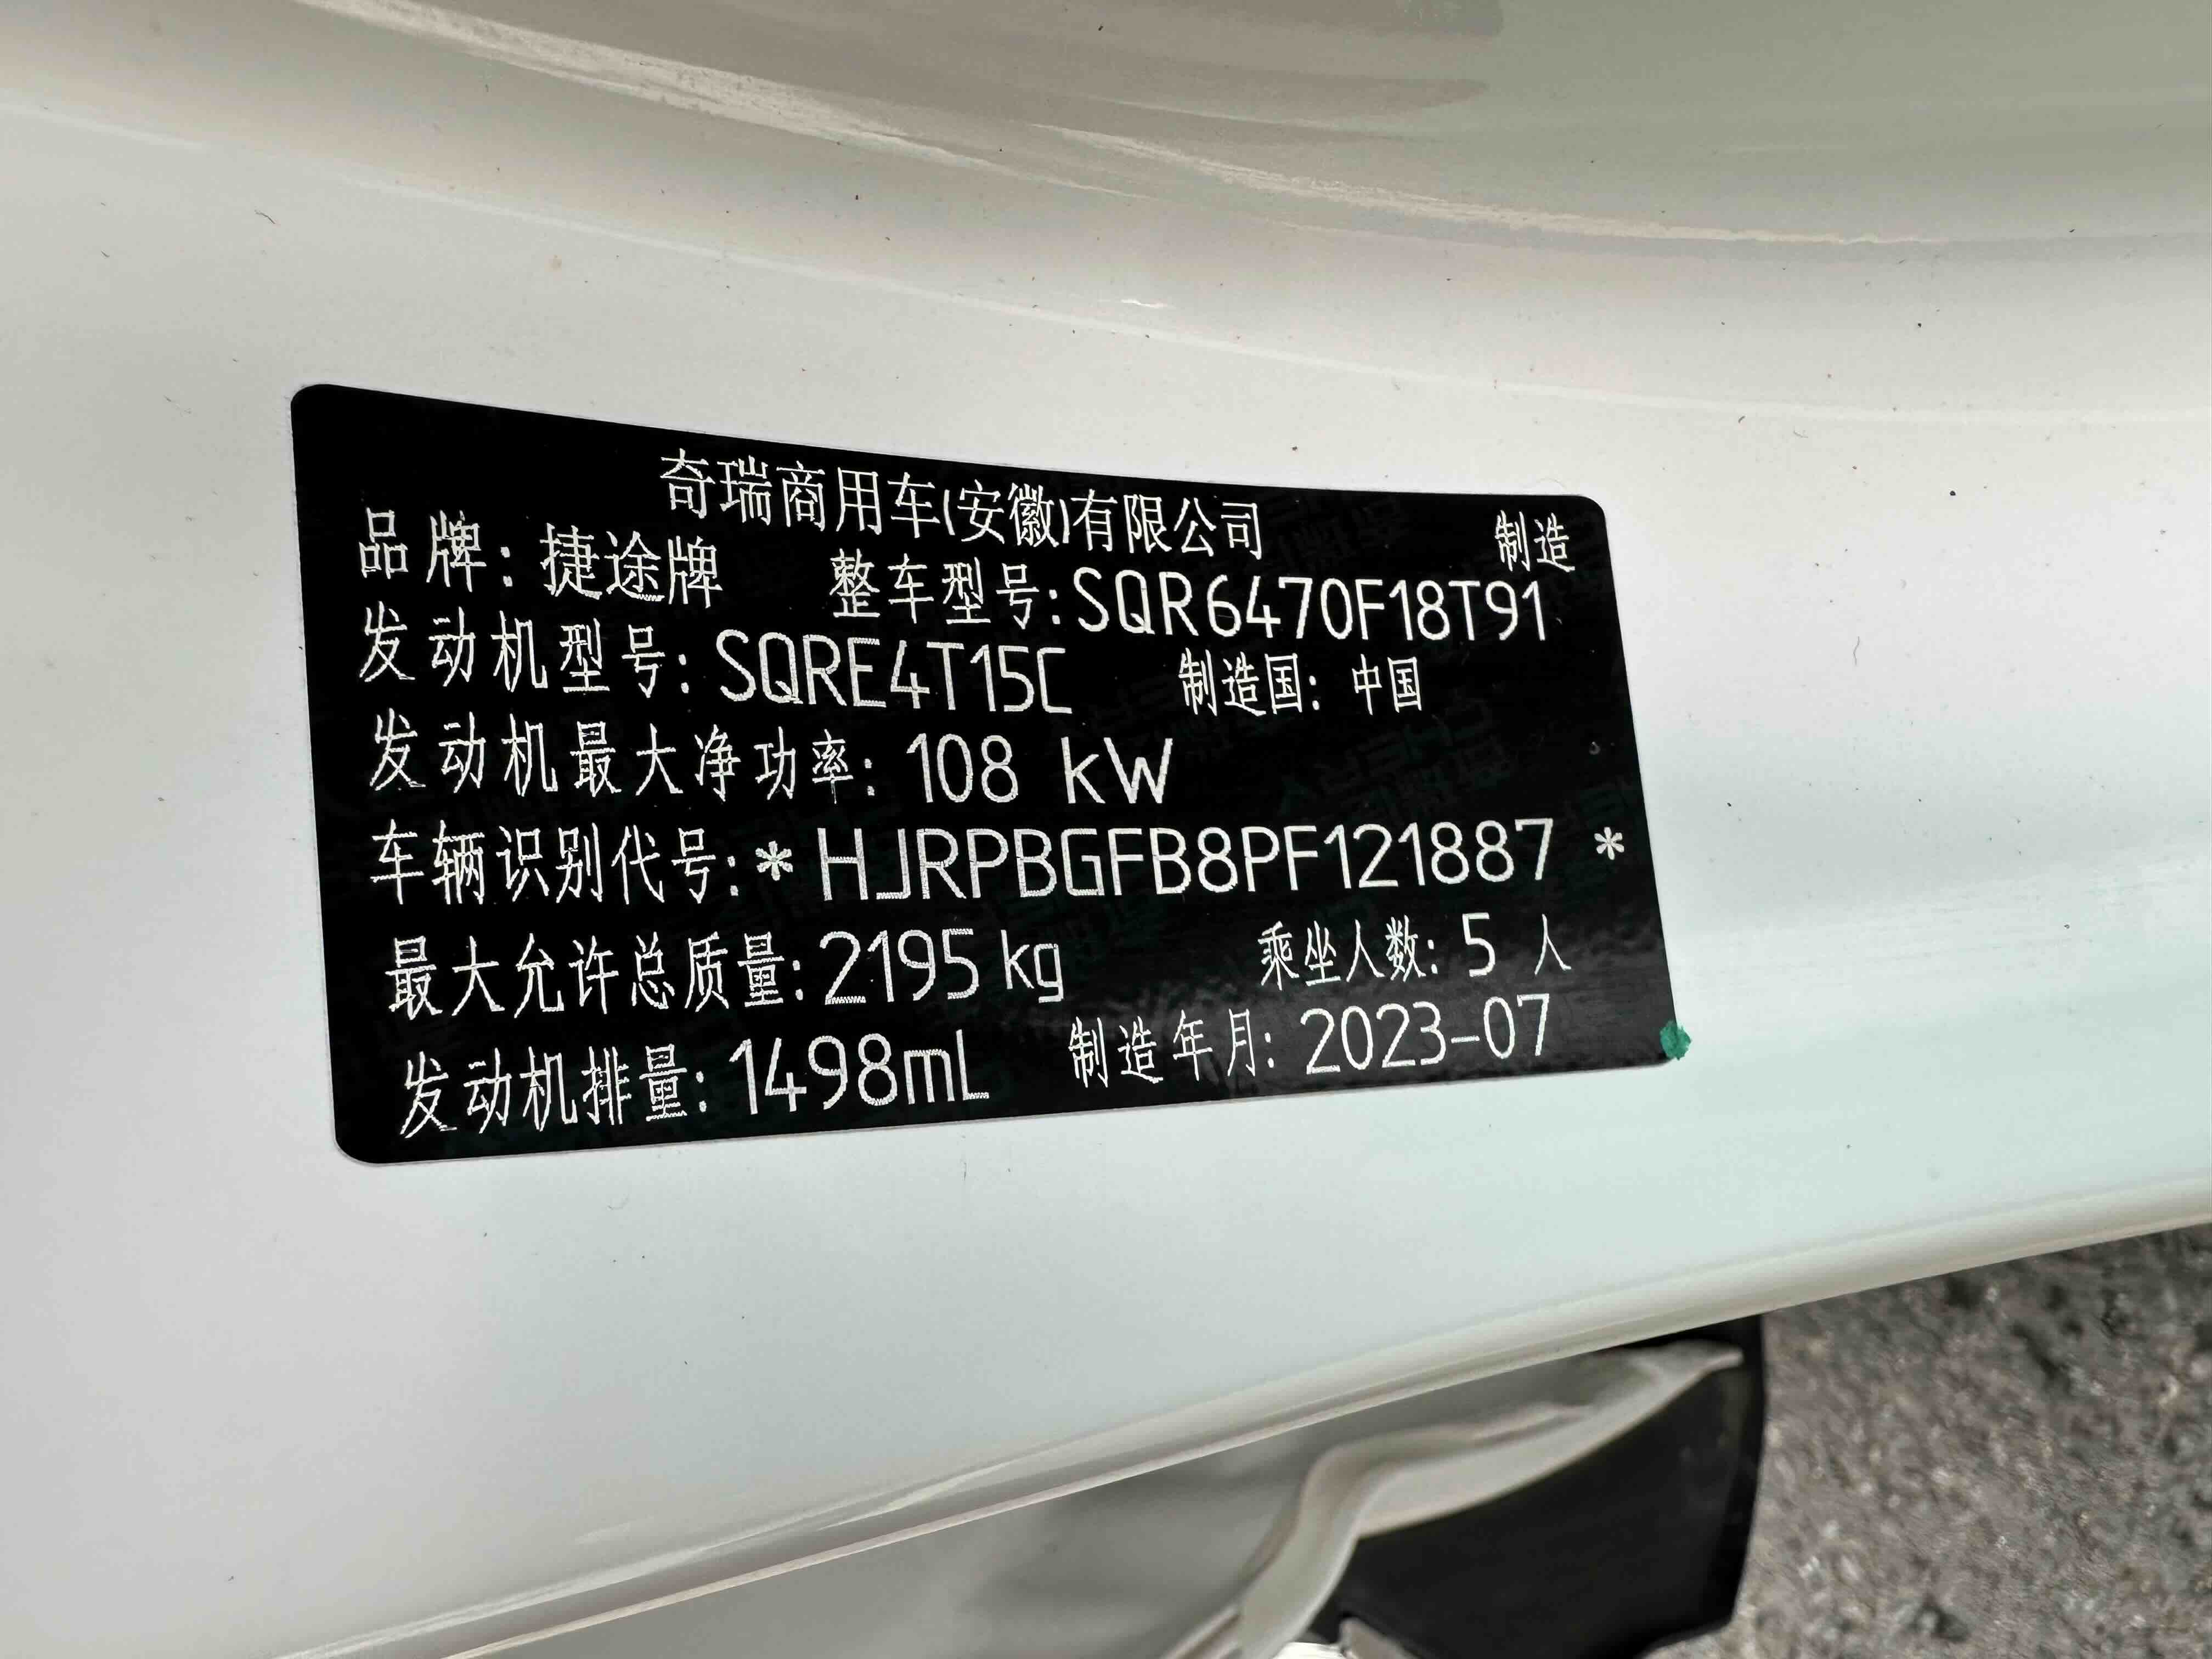 奇瑞商用车(安徽)有限公司 制造
品牌：捷途牌 整车型号：SQR6470F18T91
发动机型号：SQRE4T15C 制造国：中国
发动机最大净功率：108 kW
车辆识别代号：*HJRPBGFB8PF121887*
最大允许总质量：2195kg 乘坐人数：5 人
发动机排量：1498mL 制造年月：2023-07